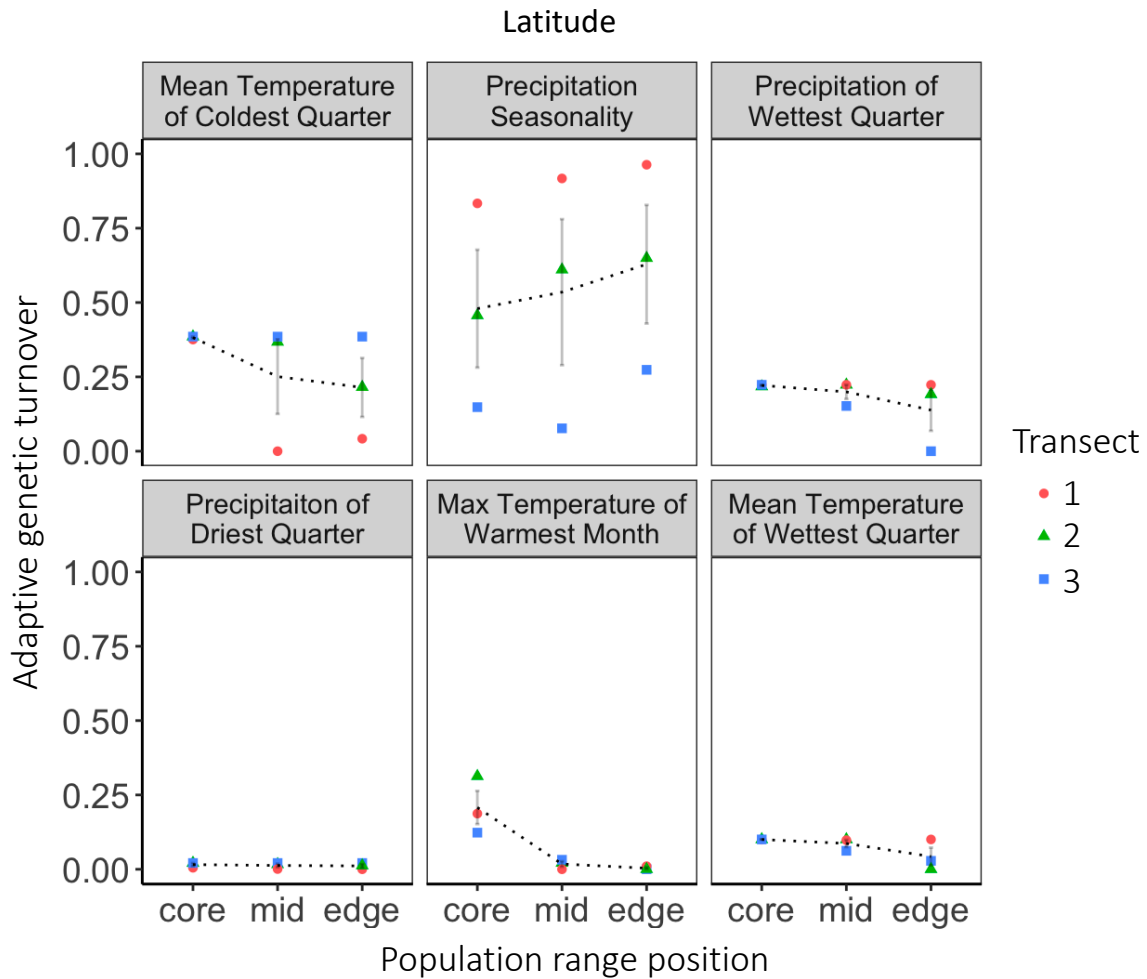 Latitude
Mean Temperature
of Coldest Quarter
Precipitation
Seasonality
Precipitation of
Wettest Quarter
1.00
0.75
0.50
0.25
0.00
Adaptive genetic turnover
Transect
1
2
3
Precipitaiton of
Driest Quarter
Max Temperature of
Warmest Month
Mean Temperature
of Wettest Quarter
1.00
0.75
0.50
0.25
0.00
core mid edge core mid edge core mid edge
Population range position